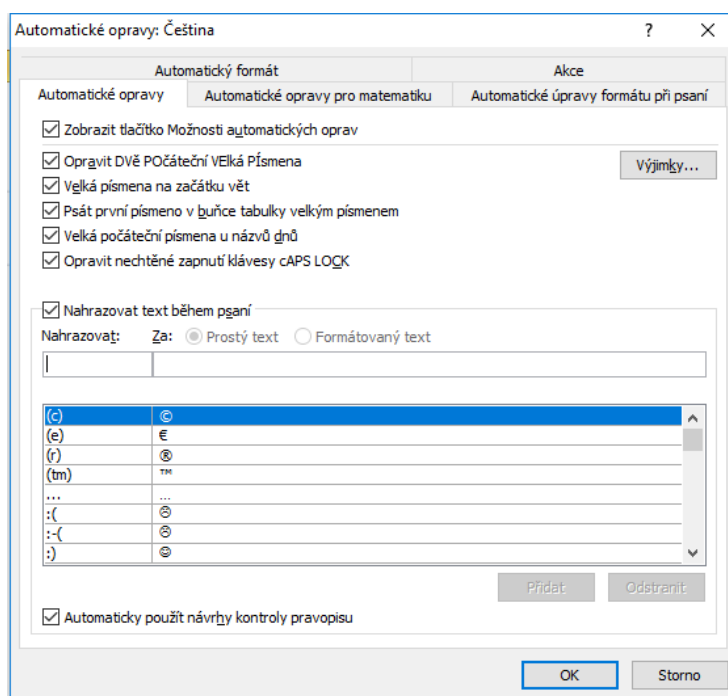 Automatické opravy: Čeština
Automatický formát Akce
Automatické opravy Automatické opravy pro matematiku Automatické úpravy formátu při psaní
Zobrazit tlačítko Možnosti automatických oprav
Opravit DVě POčáteční VElká PÍsmena
Výjimky...
Velká písmena na začátku vět
Psát první písmeno v buňce tabulky velkým písmenem
Velká počáteční písmena u názvů dnů
Opravit nechtěné zapnutí klávesy cAPS LOCK
Nahrazovat text během psaní
Nahrazovat: Za: Prostý text Formátovaný text
(c) ©
(e) €
(r) ®
(tm) ™
... …
:( ☹
:-( ☹
:) ☺
Přidat Odstranit
Automaticky použít návrhy kontroly pravopisu
OK Storno